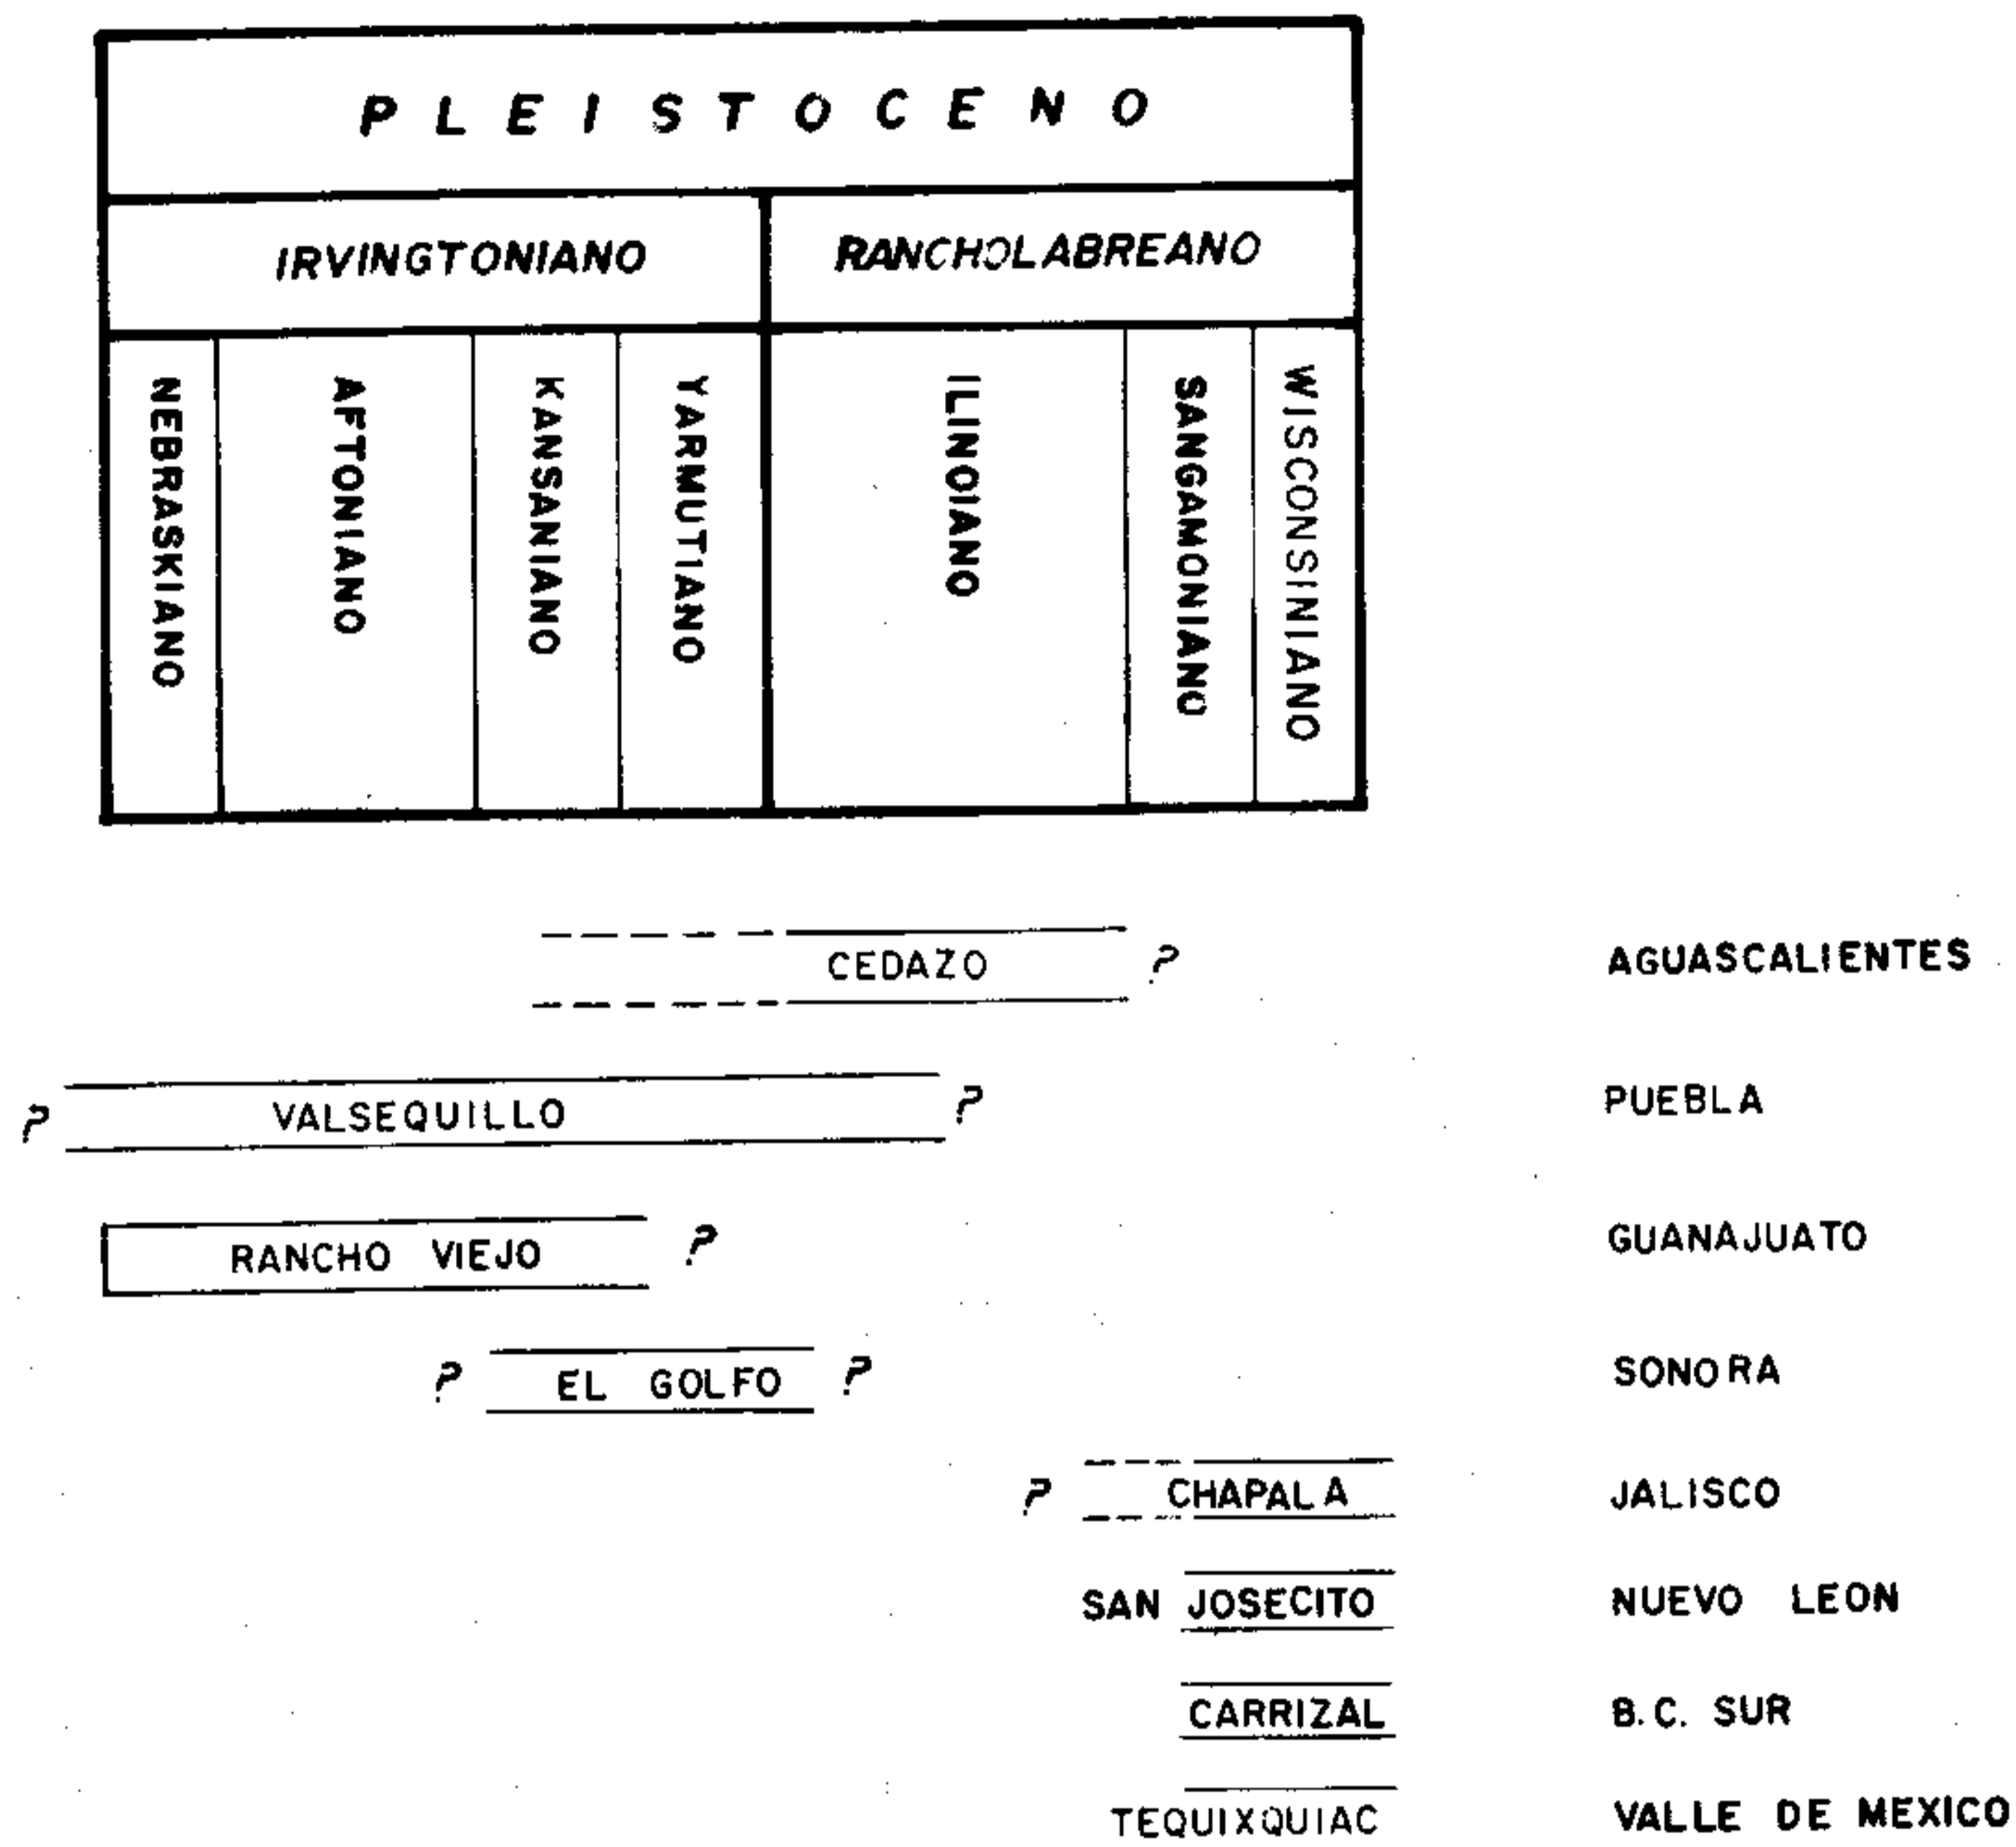 PLEISTOCENO
IRVINGTONIANO RANCHOLABREANO
NEBRASKIANO
AFTONIANO
KANSANIANO
YARMUTIANO
ILINOIANO
SANGAMONIANO
WISCONSINIANO
CEDAZO ? AGUASCALIENTES
? VALSEQUILLO ? PUEBLA
RANCHO VIEJO ? GUANAJUATO
? EL GOLFO ? SONORA
? CHAPALA JALISCO
SAN JOSECITO NUEVO LEON
CARRIZAL B.C. SUR
TEQUIXQUIAC VALLE DE MEXICO